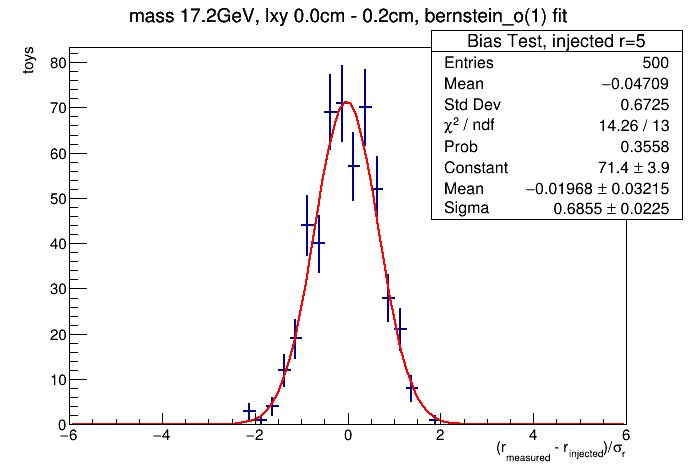 mass 17.2GeV, lxy 0.0cm - 0.2cm, bernstein_o(1) fit
toys
Bias Test, injected r=5
Entries 500
Mean −0.04709
Std Dev 0.6725
χ² / ndf 14.26 / 13
Prob 0.3558
Constant 71.4 ± 3.9
Mean −0.01968 ± 0.03215
Sigma 0.6855 ± 0.0225
80
70
60
50
40
30
20
10
0
−6 −4 −2 0 2 4 6
(r_measured - r_injected)/σ_r